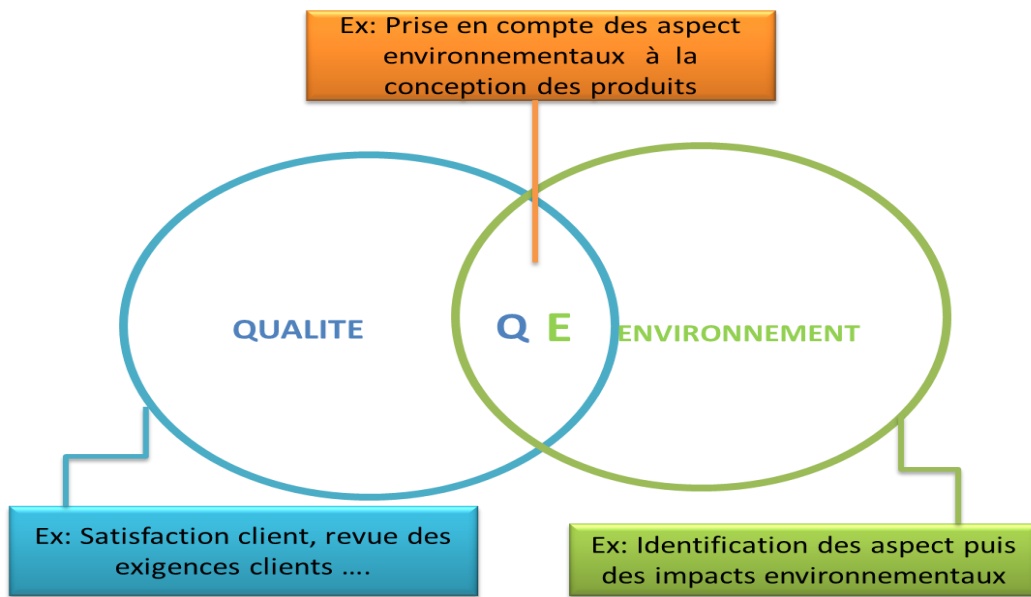 Ex: Prise en compte des aspect
environnementaux à la
conception des produits
QUALITE
Q E
ENVIRONNEMENT
Ex: Satisfaction client, revue des
exigences clients ....
Ex: Identification des aspect puis
des impacts environnementaux